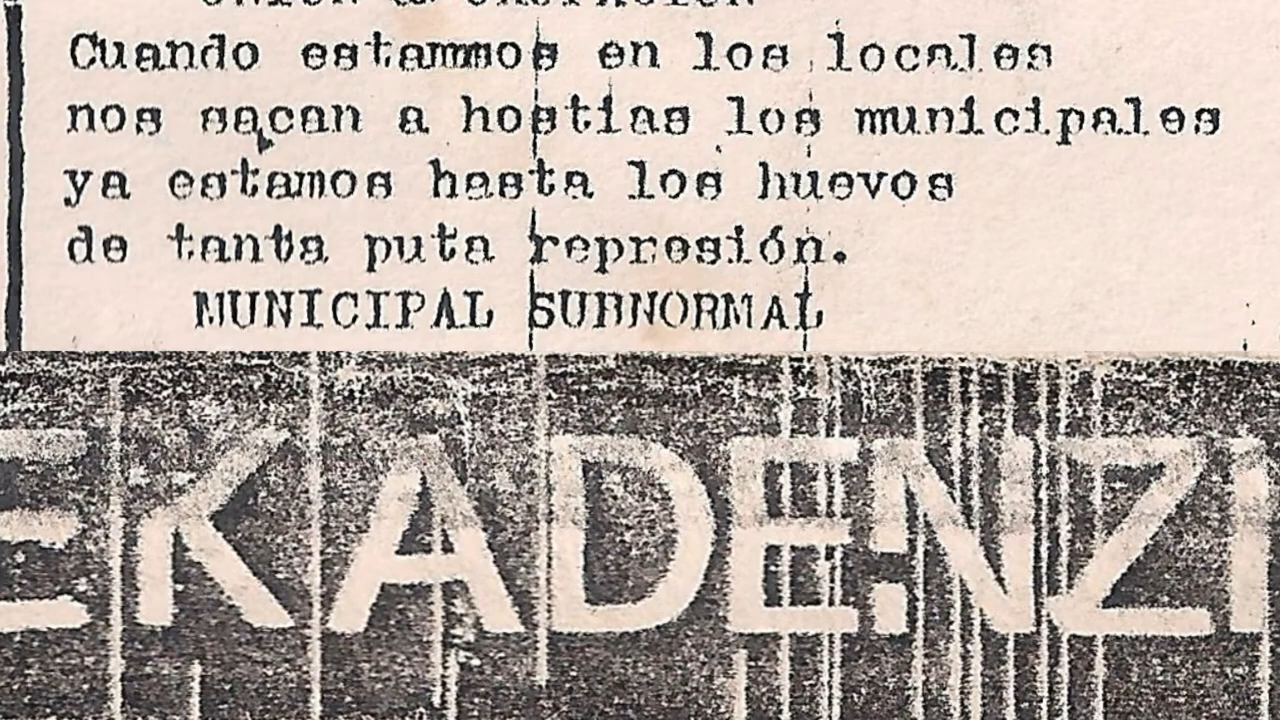 Cuando estammos en los locales
nos sacan a hostias los municipales
ya estamos hasta los huevos
de tanta puta represión.
MUNICIPAL SUBNORMAL
EKADENZI